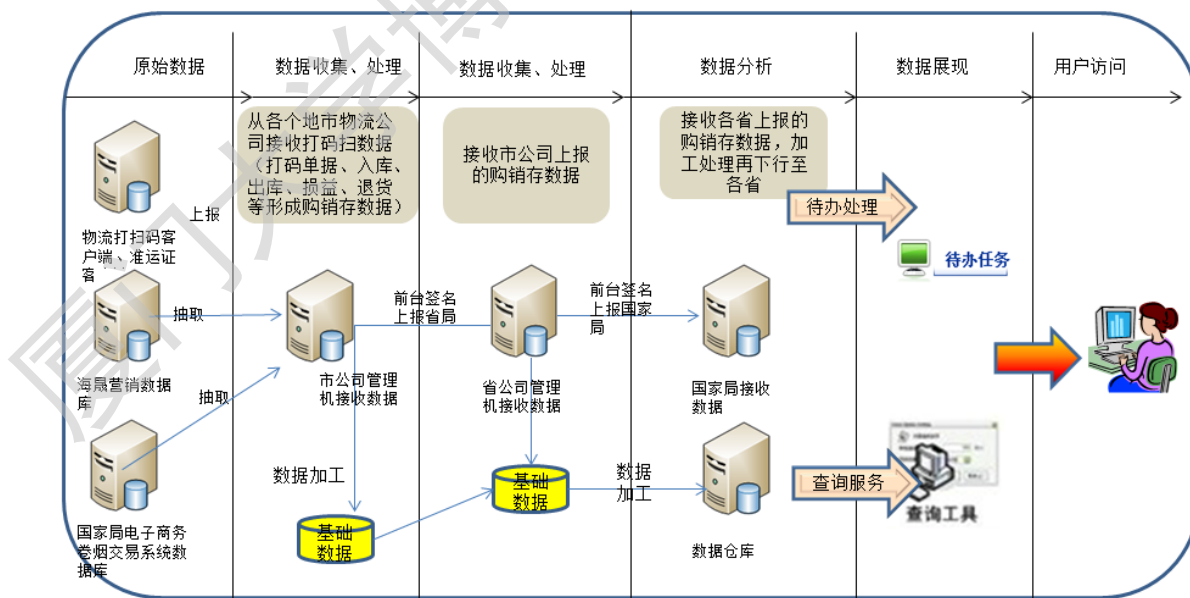 原始数据
数据收集、处理
数据收集、处理
数据分析
数据展现
用户访问
从各个地市物流公
司接收打码扫数据
（打码单据、入库、
出库、损益、退货
等形成购销存数据）
接收市公司上报
的购销存数据
接收各省上报的
购销存数据，加
工处理再下行至
各省
上报
待办处理
物流打扫码客
户端、准运证
客
待办任务
抽取
前台签名
上报省局
前台签名
上报国家
局
海晟营销数据
库
抽取
市公司管理
机接收数据
省公司管理
机接收数据
国家局接收
数据
数据加工
基础
数据
数据
加工
查询服务
查询工具
基础
数据
国家局电子商务
卷烟交易系统数
据库
数据仓库
厦门大学博